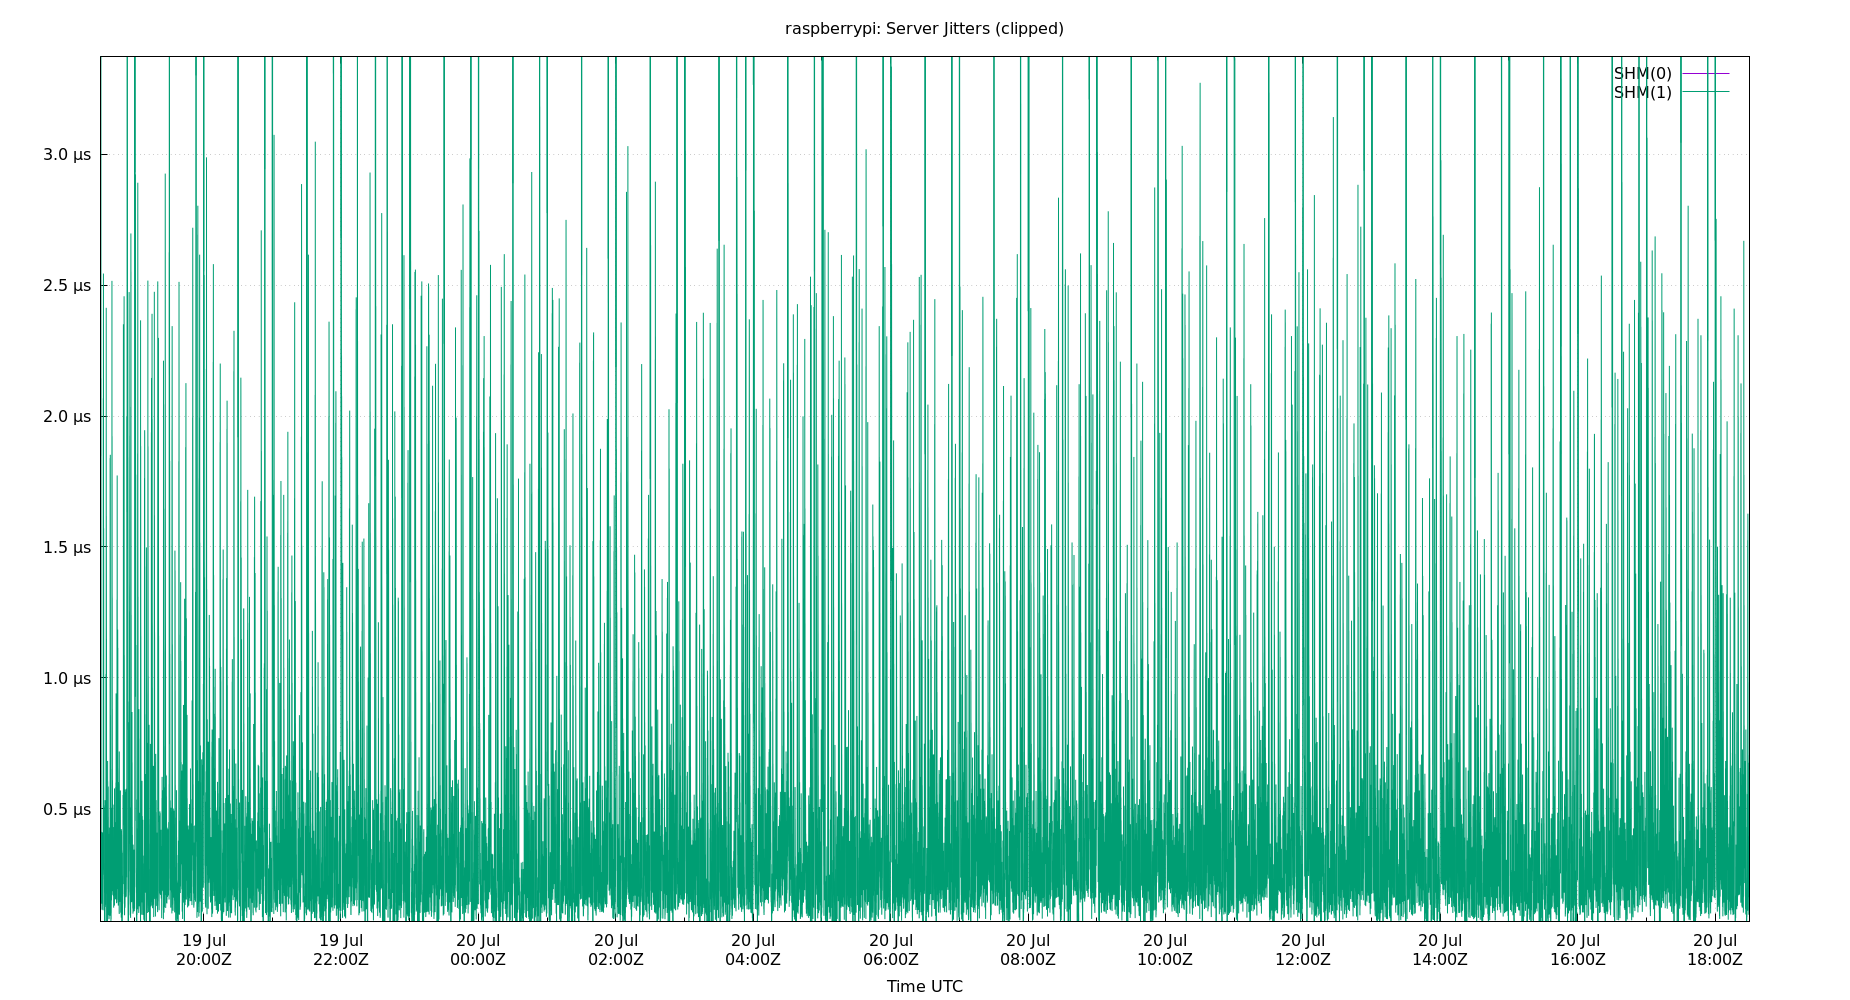 raspberrypi: Server Jitters (clipped)
SHM(0)
SHM(1)
3.0 µs
2.5 µs
2.0 µs
1.5 µs
1.0 µs
0.5 µs
19 Jul 19 Jul 20 Jul 20 Jul 20 Jul 20 Jul 20 Jul 20 Jul 20 Jul 20 Jul 20 Jul 20 Jul
20:00Z 22:00Z 00:00Z 02:00Z 04:00Z 06:00Z 08:00Z 10:00Z 12:00Z 14:00Z 16:00Z 18:00Z
Time UTC